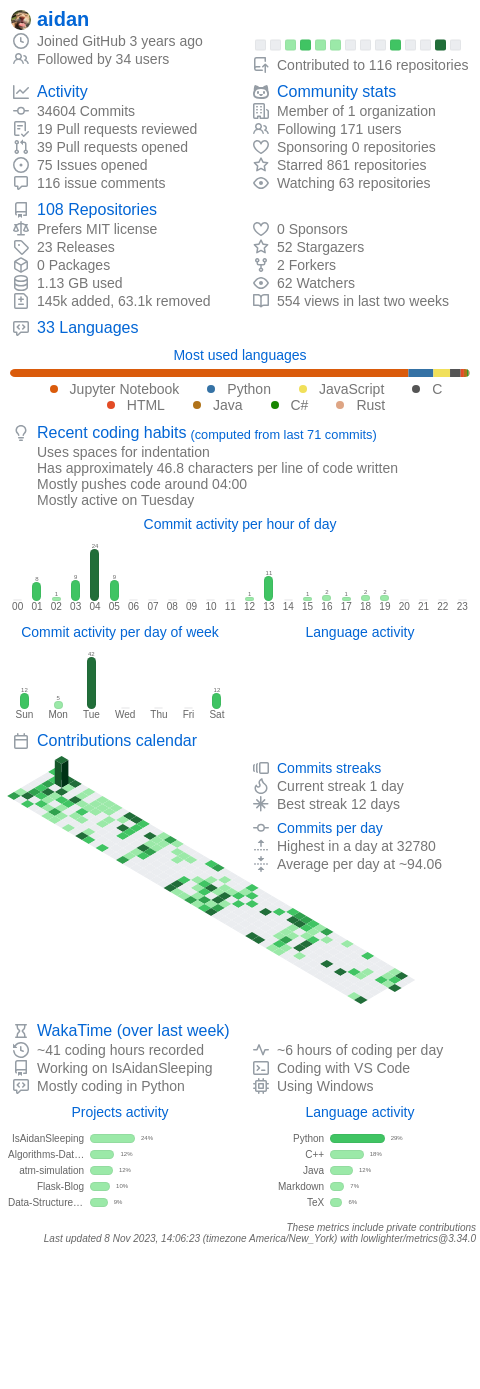 aidan
Joined GitHub 3 years ago
Followed by 34 users
Contributed to 116 repositories
Activity
34604 Commits
19 Pull requests reviewed
39 Pull requests opened
75 Issues opened
116 issue comments
Community stats
Member of 1 organization
Following 171 users
Sponsoring 0 repositories
Starred 861 repositories
Watching 63 repositories
108 Repositories
Prefers MIT license
23 Releases
0 Packages
1.13 GB used
145k added, 63.1k removed
0 Sponsors
52 Stargazers
2 Forkers
62 Watchers
554 views in last two weeks
33 Languages
Most used languages
Jupyter Notebook Python JavaScript C
HTML Java C# Rust
Recent coding habits (computed from last 71 commits)
Uses spaces for indentation
Has approximately 46.8 characters per line of code written
Mostly pushes code around 04:00
Mostly active on Tuesday
Commit activity per hour of day
8 1 9 24 9 1 11 1 2 1 2 2
00 01 02 03 04 05 06 07 08 09 10 11 12 13 14 15 16 17 18 19 20 21 22 23
Commit activity per day of week
12 5 42 12
Sun Mon Tue Wed Thu Fri Sat
Language activity
Contributions calendar
Commits streaks
Current streak 1 day
Best streak 12 days
Commits per day
Highest in a day at 32780
Average per day at ~94.06
WakaTime (over last week)
~41 coding hours recorded
Working on IsAidanSleeping
Mostly coding in Python
~6 hours of coding per day
Coding with VS Code
Using Windows
Projects activity
IsAidanSleeping 24%
Algorithms-Dat… 12%
atm-simulation 12%
Flask-Blog 10%
Data-Structure… 9%
Language activity
Python 29%
C++ 18%
Java 12%
Markdown 7%
TeX 6%
These metrics include private contributions
Last updated 8 Nov 2023, 14:06:23 (timezone America/New_York) with lowlighter/metrics@3.34.0